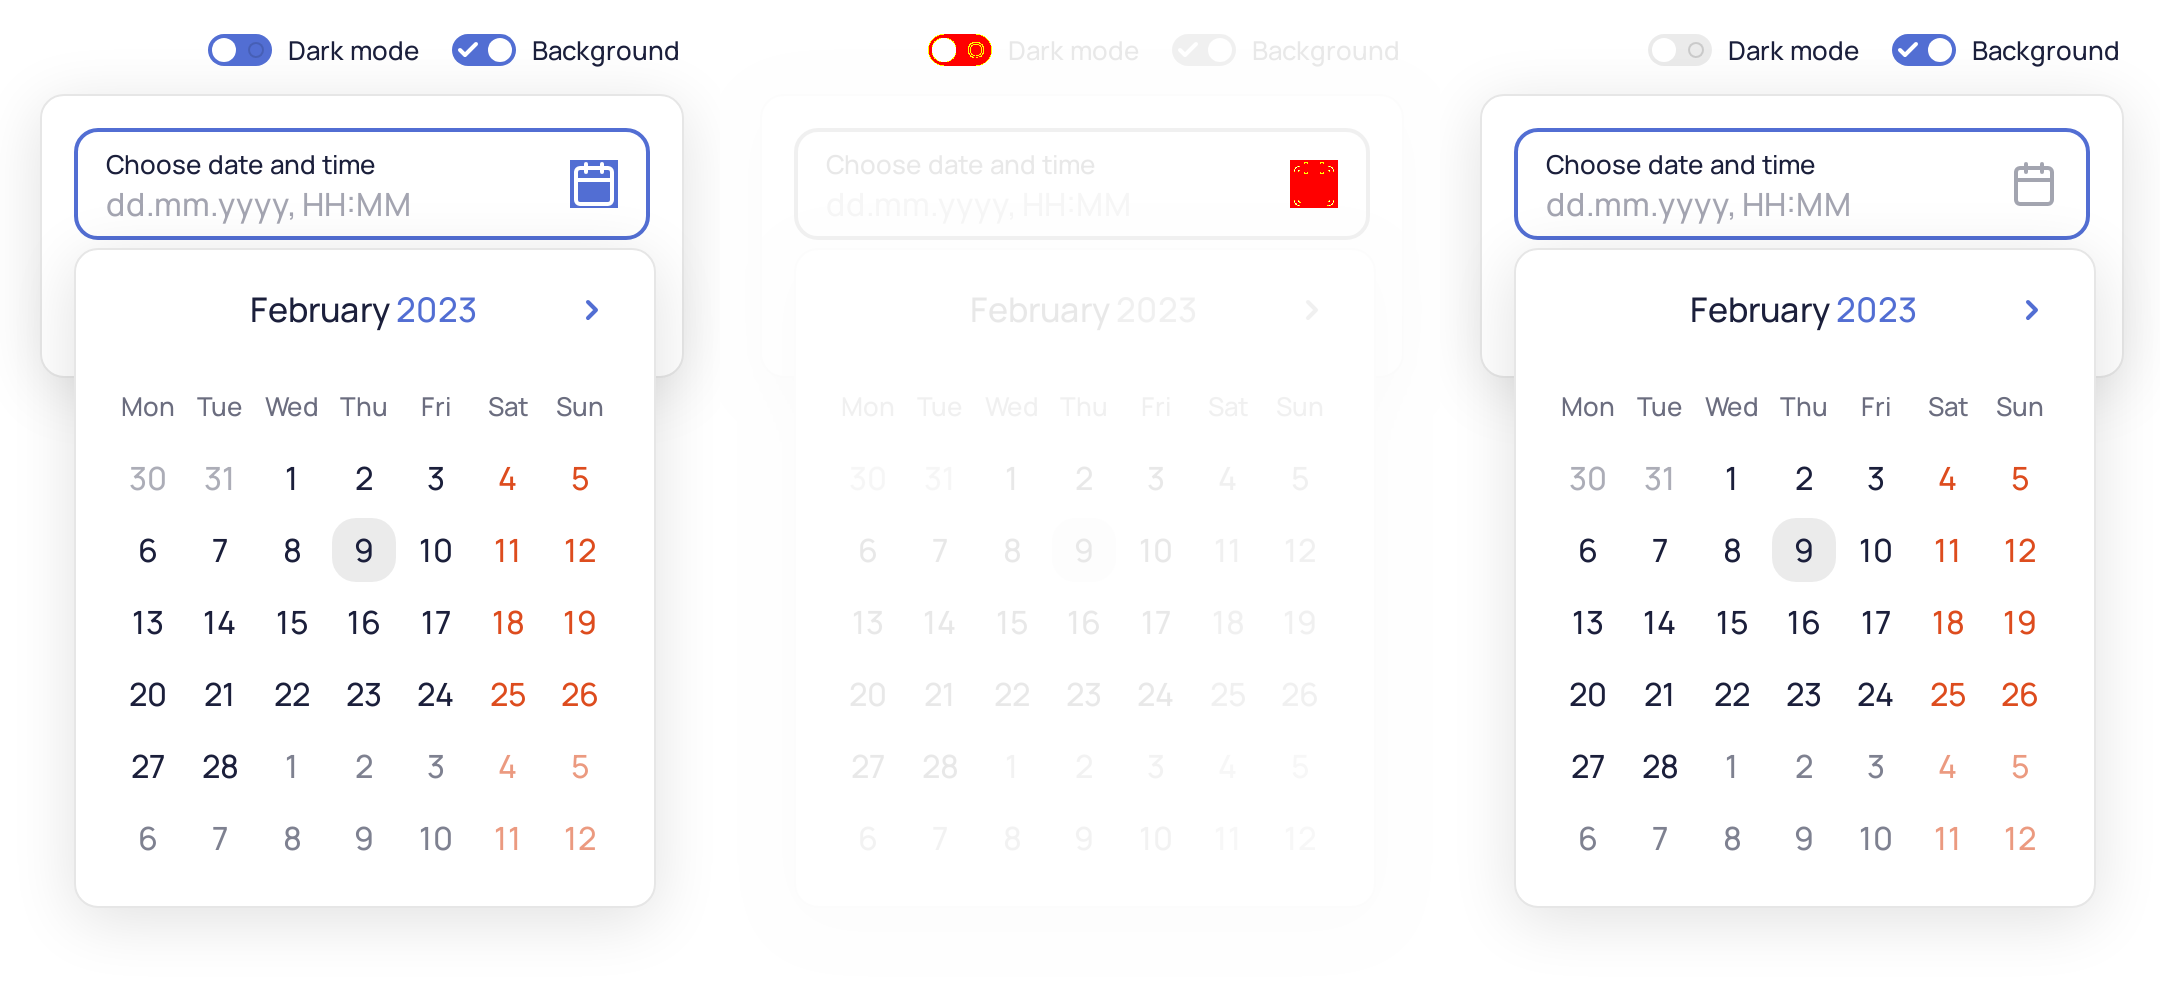 Dark mode Background
Choose date and time
dd.mm.yyyy, HH:MM
February 2023
Mon Tue Wed Thu Fri Sat Sun
30 31 1 2 3 4 5
6 7 8 9 10 11 12
13 14 15 16 17 18 19
20 21 22 23 24 25 26
27 28 1 2 3 4 5
6 7 8 9 10 11 12
Dark mode Background
Choose date and time
dd.mm.yyyy, HH:MM
February 2023
Mon Tue Wed Thu Fri Sat Sun
30 31 1 2 3 4 5
6 7 8 9 10 11 12
13 14 15 16 17 18 19
20 21 22 23 24 25 26
27 28 1 2 3 4 5
6 7 8 9 10 11 12
Dark mode Background
Choose date and time
dd.mm.yyyy, HH:MM
February 2023
Mon Tue Wed Thu Fri Sat Sun
30 31 1 2 3 4 5
6 7 8 9 10 11 12
13 14 15 16 17 18 19
20 21 22 23 24 25 26
27 28 1 2 3 4 5
6 7 8 9 10 11 12